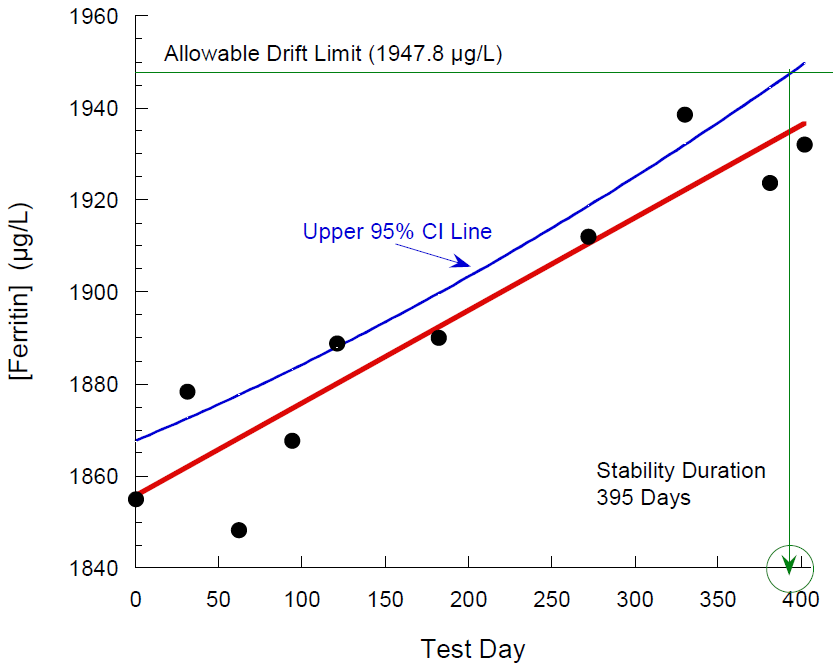 1960
Allowable Drift Limit (1947.8 µg/L)
1940
1920
Upper 95% CI Line
1900
[Ferritin] (µg/L)
1880
1860
Stability Duration
395 Days
1840
0 50 100 150 200 250 300 350 400
Test Day